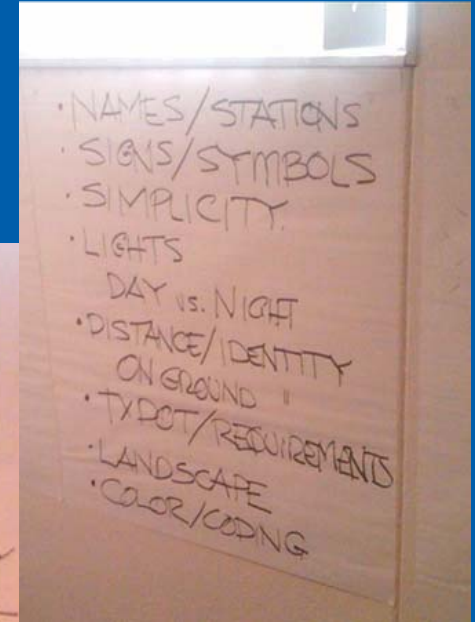 • NAMES/STATIONS
• SIGNS/SYMBOLS
• SIMPLICITY.
• LIGHTS
DAY vs. NIGHT
• DISTANCE/IDENTITY
ON GROUND "
• TXDOT/REQUIREMENTS
• LANDSCAPE
• COLOR/CODING